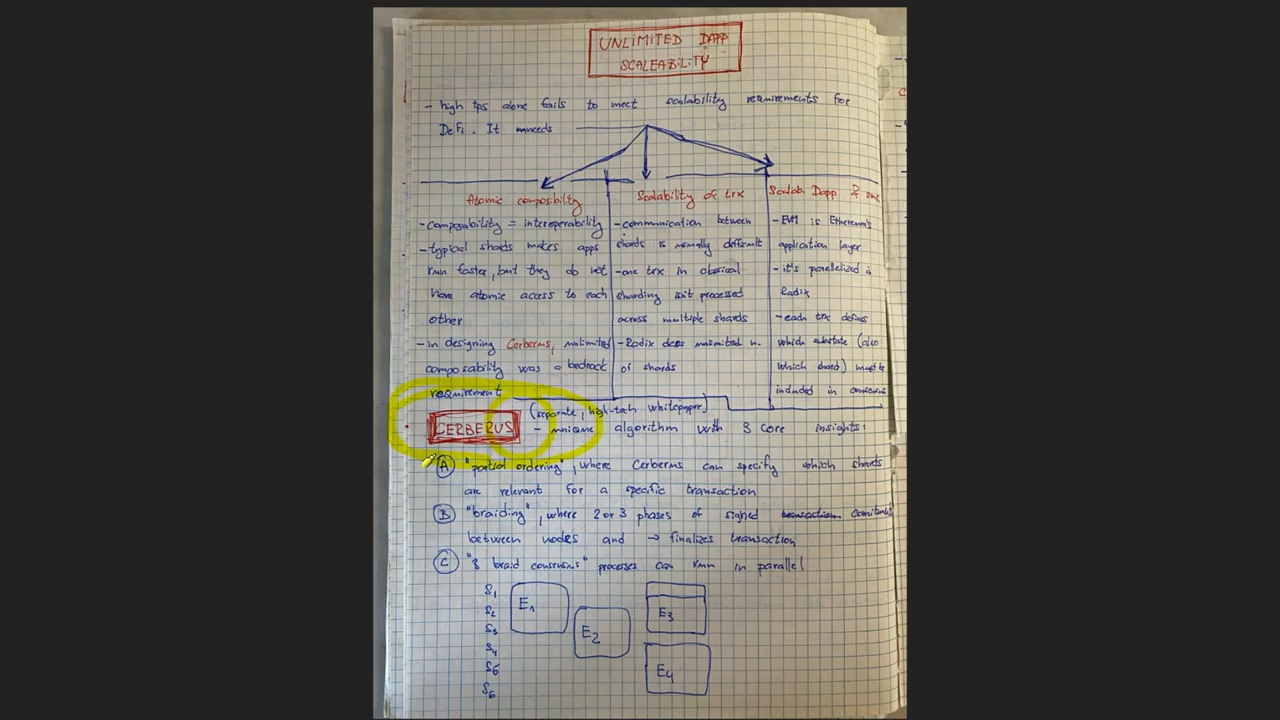 UNLIMITED DAPP
SCALEABILITY
- high tps alone fails to meet scalability requirements for
DeFi. It needs
Atomic composibility
- composability = interoperability
- typical shards makes apps
run faster, but they do not
have atomic access to each
other
- In designing Cerberus, unlimited
composability was a bedrock
requirement
Scalability of trx
- communication between
shards is usually difficult
- one trx in classical
sharding isn't processed
across multiple shards
- Radix does unlimited n.
of shards
Scalab. Dapp &
- EVM is Ethereum's
application layer
- it's parellelized in
Radix
- each trx defines
which substate (also
which shard) must be
included in consensus
(separate, high-tech whitepaper)
CERBERUS - unique algorithm with 3 core insights:
A "partial ordering", where Cerberus can specify which shards
are relevant for a specific transaction
B "braiding", where 2 or 3 phases of signed transaction
between nodes and → finalizes transaction
C "3 braid consensus" processes can run in parallel
S1
S2
S3
S4
S5
S6
E1
E2
E3
E4